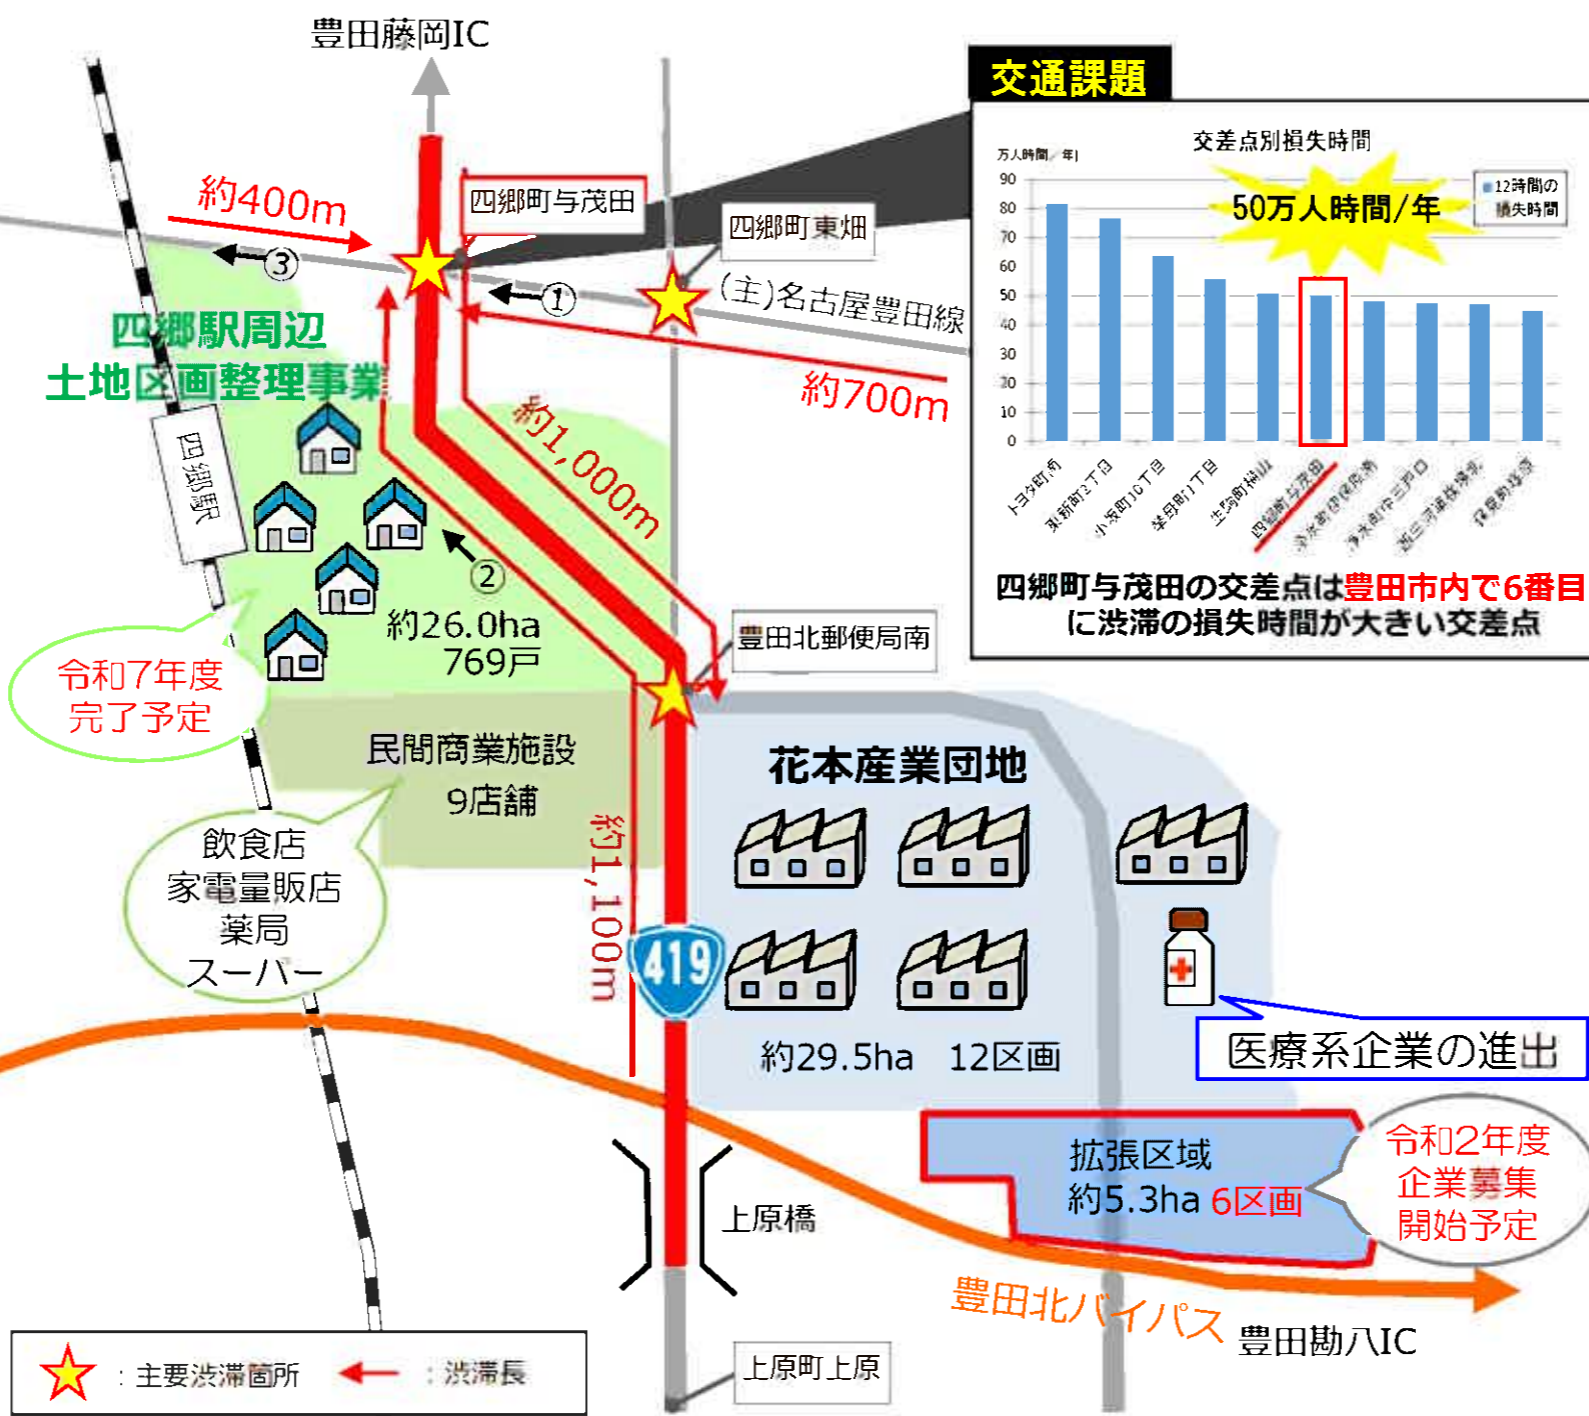 豊田藤岡IC
交通課題
交差点別損失時間
万人時間/年
90
80
70
60
50
40
30
20
10
0
50万人時間/年
12時間の
損失時間
トヨタ町南
四郷町与茂田
四郷町与茂田の交差点は豊田市内で6番目
に渋滞の損失時間が大きい交差点
約400m
四郷町与茂田
四郷町東畑
③
①
(主)名古屋豊田線
四郷駅周辺
土地区画整理事業
約700m
四郷駅
約1,000m
②
約26.0ha
769戸
豊田北郵便局南
令和7年度
完了予定
民間商業施設
9店舗
花本産業団地
飲食店
家電量販店
薬局
スーパー
約1,100m
419
約29.5ha 12区画
医療系企業の進出
拡張区域
約5.3ha 6区画
令和2年度
企業募集
開始予定
上原橋
豊田北バイパス
豊田勘八IC
上原町上原
:主要渋滞箇所
:渋滞長